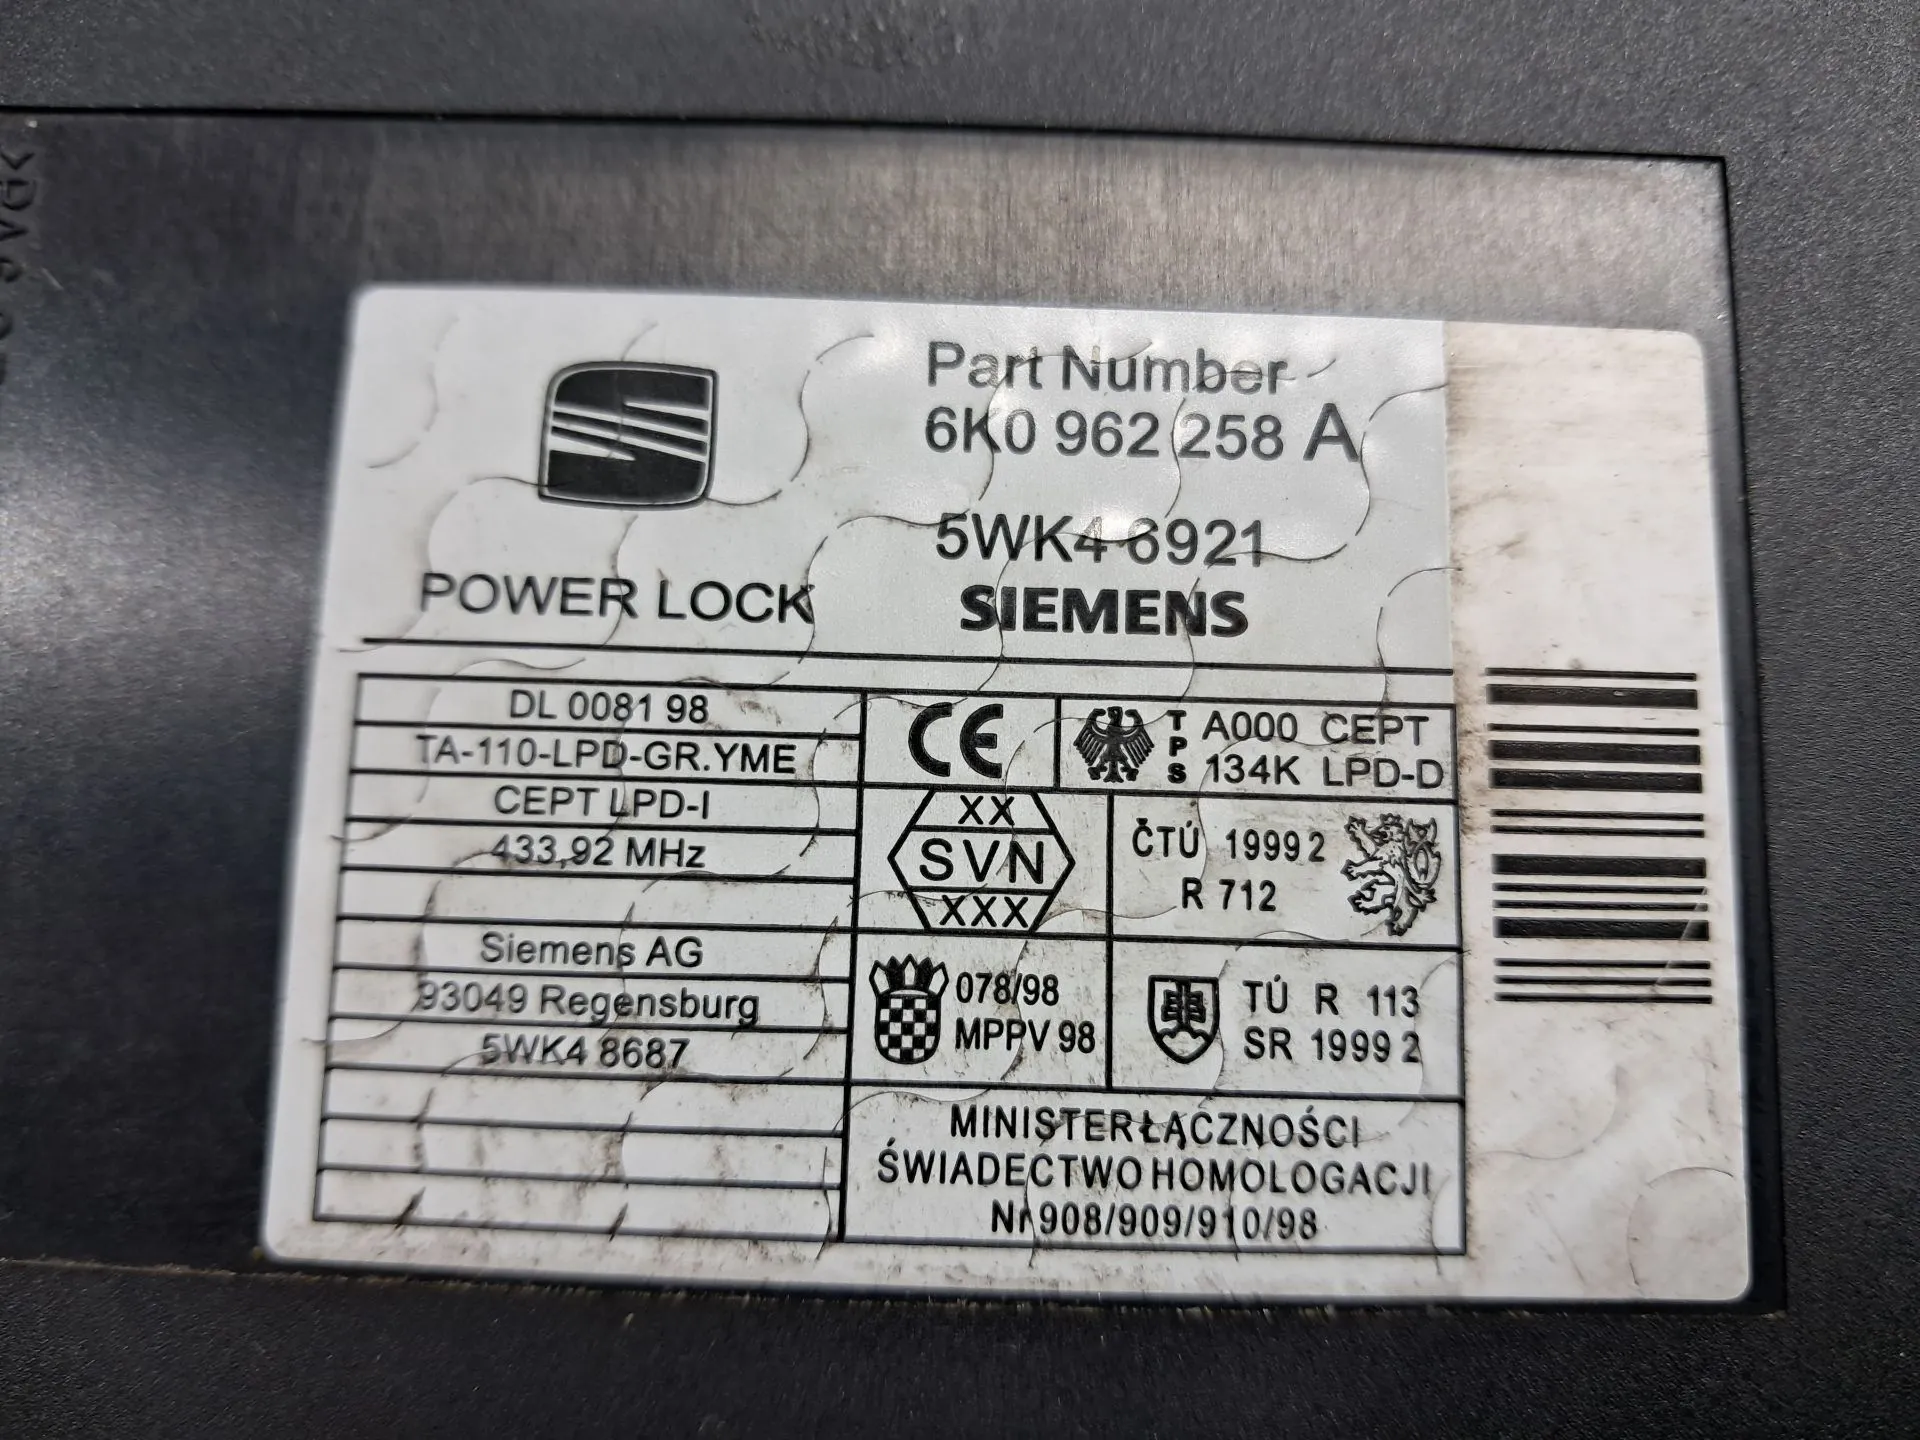 Part Number
6K0 962 258 A
5WK4 6921
SIEMENS
POWER LOCK
DL 0081 98
TA-110-LPD-GR.YME
CEPT LPD-I
433,92 MHz
Siemens AG
93049 Regensburg
5WK4 8687
CE
TPS
A000 CEPT
134K LPD-D
XX
SVN
XXX
ČTÚ 1999 2
R 712
078/98
MPPV 98
TÚ R 113
SR 1999 2
MINISTER ŁĄCZNOŚCI
ŚWIADECTWO HOMOLOGACJI
Nr 908/909/910/98